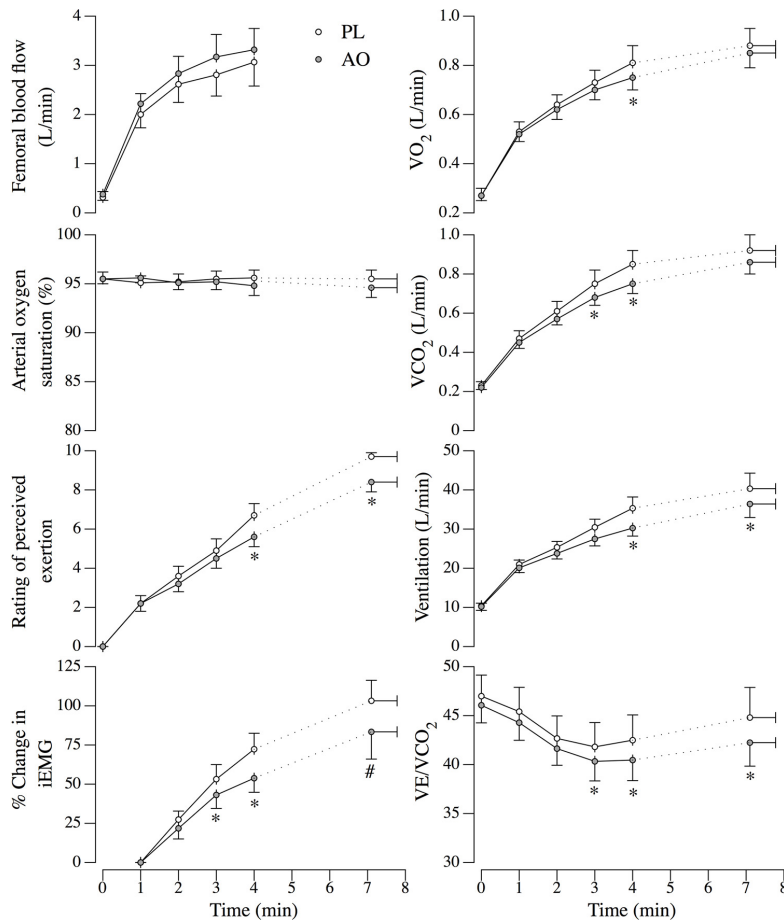 Femoral blood flow
(L/min)
4
3
2
1
0
PL
AO
VO2 (L/min)
1.0
0.8
0.6
0.4
0.2
*
Arterial oxygen
saturation (%)
100
95
90
85
80
VCO2 (L/min)
1.0
0.8
0.6
0.4
0.2
0
* *
Rating of perceived
exertion
10
8
6
4
2
0
* *
Ventilation (L/min)
50
40
30
20
10
0
* *
% Change in
iEMG
125
100
75
50
25
0
* * #
0 1 2 3 4 5 6 7 8
Time (min)
VE/VCO2
50
45
40
35
30
* * *
0 1 2 3 4 5 6 7 8
Time (min)